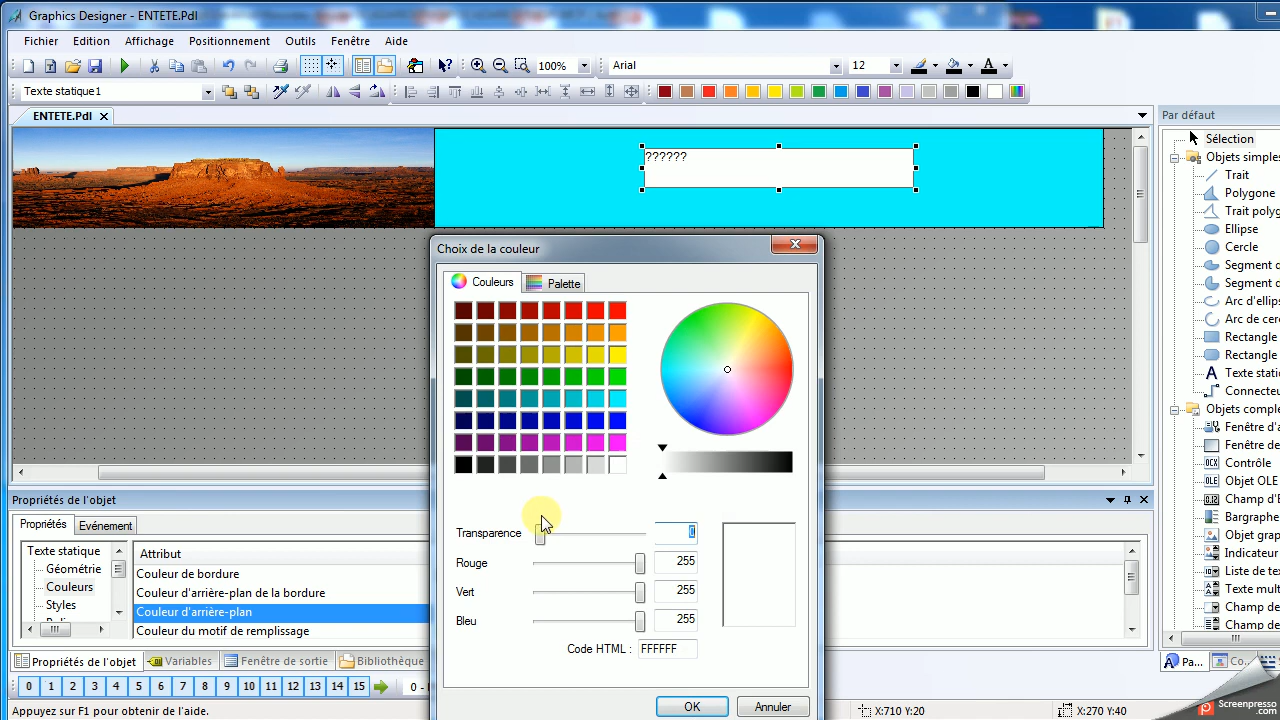 Graphics Designer - ENTETE.Pdl
Fichier Edition Affichage Positionnement Outils Fenêtre Aide
100% Arial 12
Texte statique1
ENTETE.Pdl
Par défaut
??????
Sélection
Objets simples
Trait
Polygone
Trait polyg
Ellipse
Cercle
Segment d
Segment d
Arc d'ellips
Arc de cer
Rectangle
Rectangle
Texte stati
Connecte
Objets comple
Fenêtre d'a
Fenêtre de
Contrôle
Objet OLE
Champ d'E
Bargraphe
Objet grap
Indicateur
Liste de tex
Texte mult
Champ de
Champ de
Choix de la couleur
Couleurs Palette
Transparence 0
Rouge 255
Vert 255
Bleu 255
Code HTML : FFFFFF
OK Annuler
Propriétés de l'objet
Propriétés Evénement
Texte statique
Géométrie
Couleurs
Styles
Attribut
Couleur de bordure
Couleur d'arrière-plan de la bordure
Couleur d'arrière-plan
Couleur du motif de remplissage
Propriétés de l'objet Variables Fenêtre de sortie Bibliothèque
Pa... Co...
0 1 2 3 4 5 6 7 8 9 10 11 12 13 14 15 0 -
Appuyez sur F1 pour obtenir de l'aide.
X:710 Y:20 X:270 Y:40
Screenpresso
.com